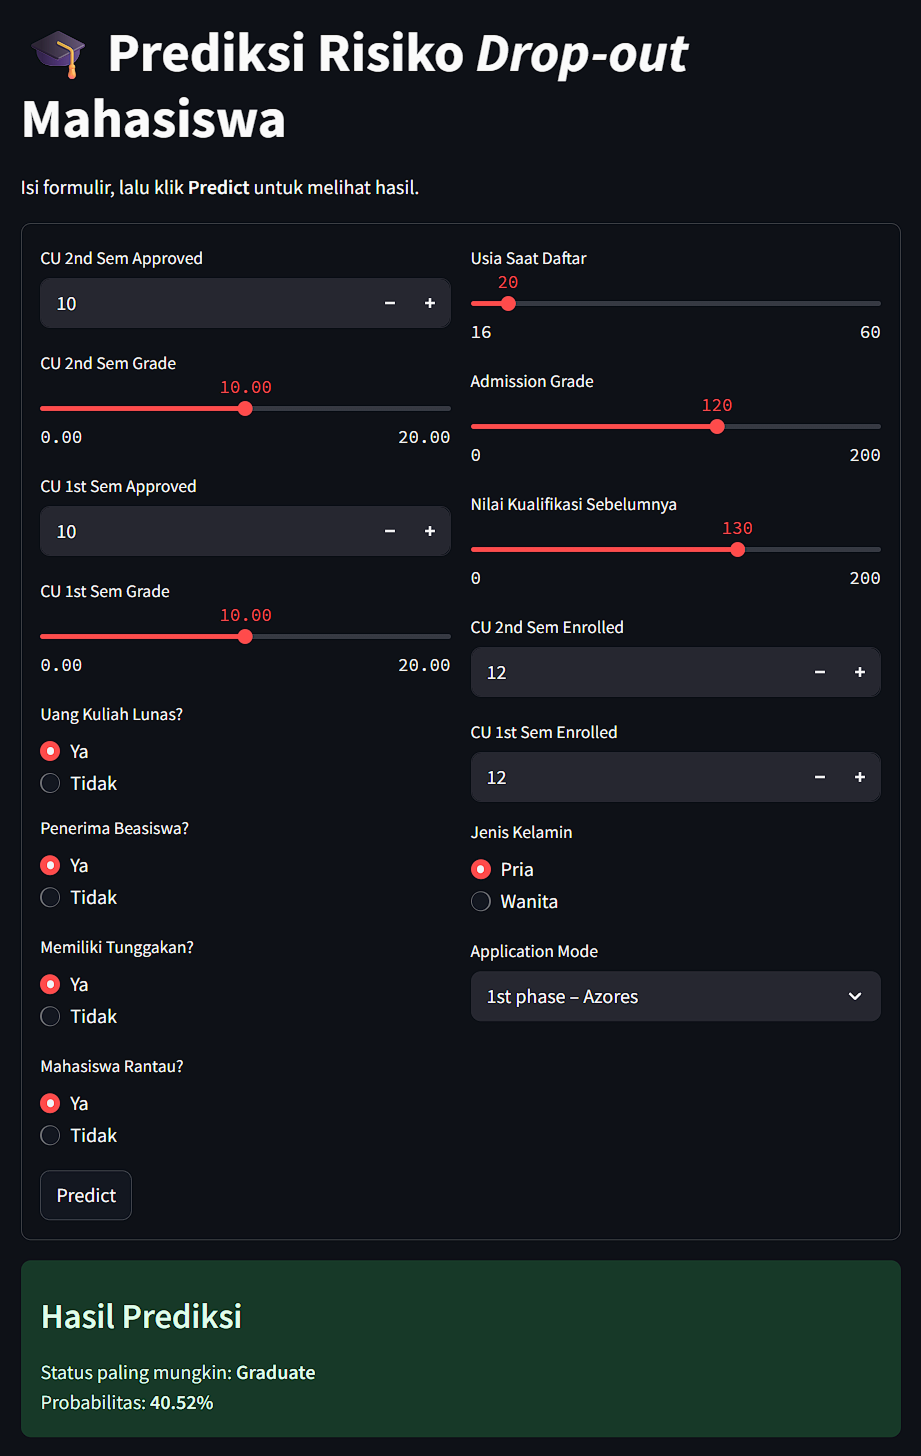 Prediksi Risiko Drop-out
Mahasiswa
Isi formulir, lalu klik Predict untuk melihat hasil.
CU 2nd Sem Approved
10
CU 2nd Sem Grade
10.00
0.00 20.00
CU 1st Sem Approved
10
CU 1st Sem Grade
10.00
0.00 20.00
Uang Kuliah Lunas?
Ya
Tidak
Penerima Beasiswa?
Ya
Tidak
Memiliki Tunggakan?
Ya
Tidak
Mahasiswa Rantau?
Ya
Tidak
Usia Saat Daftar
20
16 60
Admission Grade
120
0 200
Nilai Kualifikasi Sebelumnya
130
0 200
CU 2nd Sem Enrolled
12
CU 1st Sem Enrolled
12
Jenis Kelamin
Pria
Wanita
Application Mode
1st phase – Azores
Predict
Hasil Prediksi
Status paling mungkin: Graduate
Probabilitas: 40.52%